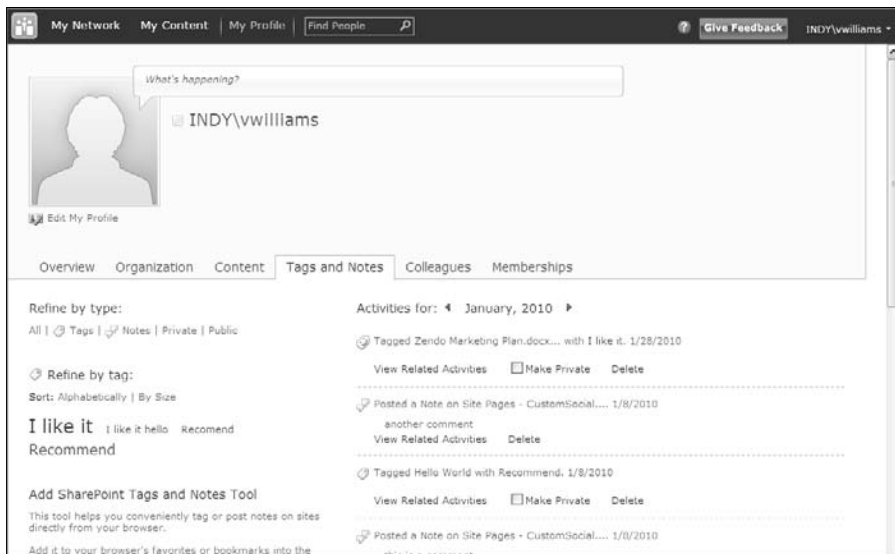 My Network My Content | My Profile | Find People ? Give Feedback INDY\vwilliams
What's happening?
INDY\vwilliams
Edit My Profile
Overview Organization Content Tags and Notes Colleagues Memberships
Refine by type:
All | Tags | Notes | Private | Public
Refine by tag:
Sort: Alphabetically | By Size
I like it I like it hello Recomend
Recommend
Add SharePoint Tags and Notes Tool
This tool helps you conveniently tag or post notes on sites
directly from your browser.
Add it to your browser's favorites or bookmarks into the
Activities for: January, 2010
Tagged Zendo Marketing Plan.docx... with I like it. 1/28/2010
View Related Activities Make Private Delete
Posted a Note on Site Pages - CustomSocial.... 1/8/2010
another comment
View Related Activities Delete
Tagged Hello World with Recommend. 1/8/2010
View Related Activities Make Private Delete
Posted a Note on Site Pages - CustomSocial.... 1/8/2010
this is a comment